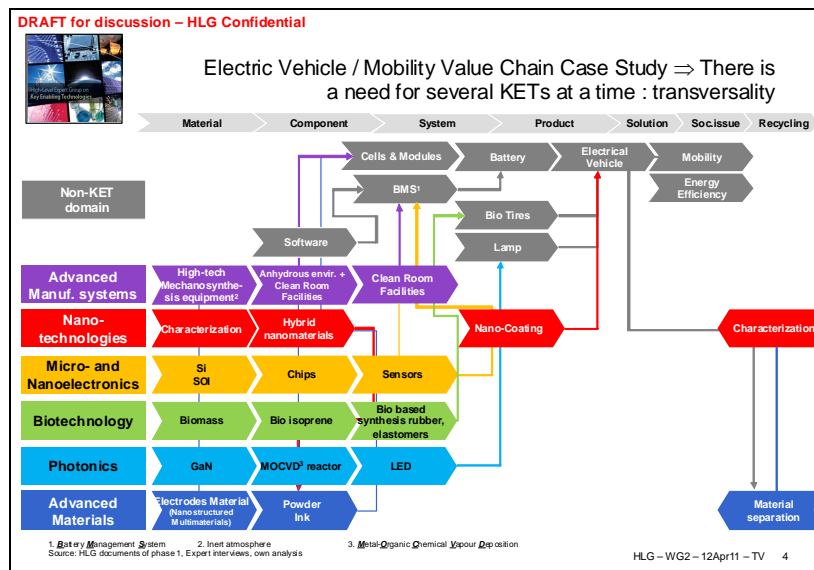 DRAFT for discussion – HLG Confidential
High-Level Expert Group on
Key Enabling Technologies
Electric Vehicle / Mobility Value Chain Case Study ⇒ There is
a need for several KETs at a time : transversality
Material
Component
System
Product
Solution
Soc.issue
Recycling
Non-KET
domain
Cells & Modules
Battery
Electrical
Vehicle
Mobility
BMS¹
Energy
Efficiency
Bio Tires
Software
Lamp
Advanced
Manuf. systems
High-tech
Mechanosynthe-
sis equipment²
Anhydrous envir. +
Clean Room
Facilities
Clean Room
Facilities
Nano-
technologies
Characterization
Hybrid
nanomaterials
Nano-Coating
Characterization
Micro- and
Nanoelectronics
Si
SOI
Chips
Sensors
Biotechnology
Biomass
Bio isoprene
Bio based
synthesis rubber,
elastomers
Photonics
GaN
MOCVD³ reactor
LED
Advanced
Materials
Electrodes Material
(Nanostructured
Multimaterials)
Powder
Ink
Material
separation
1. Battery Management System 2. Inert atmosphere 3. Metal-Organic Chemical Vapour Deposition
Source: HLG documents of phase 1, Expert interviews, own analysis
HLG – WG2 – 12Apr11 – TV 4